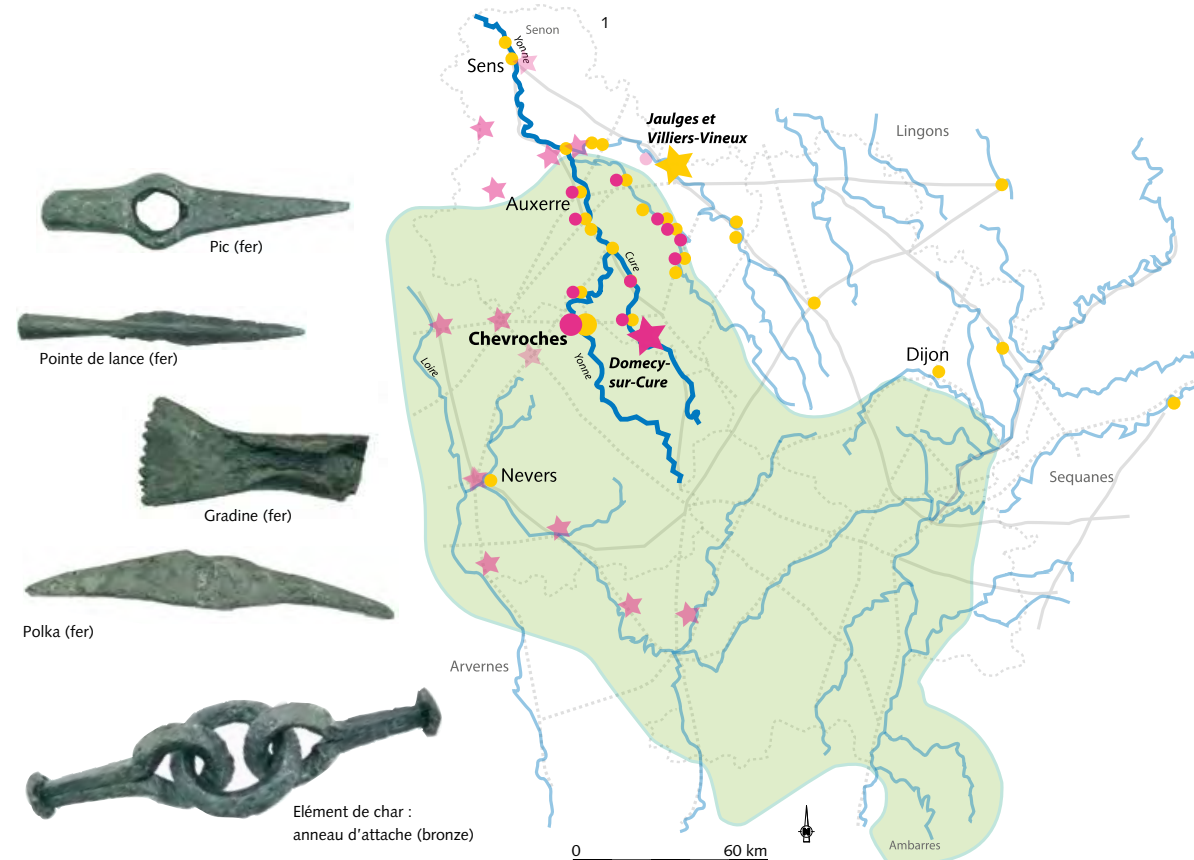 Pic (fer)
Pointe de lance (fer)
Gradine (fer)
Polka (fer)
Elément de char :
anneau d'attache (bronze)
1
Senon
Yonne
Sens
Jaulges et
Villiers-Vineux
Lingons
Auxerre
Cure
Chevroches
Loire
Yonne
Domecy-
sur-Cure
Dijon
Nevers
Sequanes
Arvernes
Ambarres
N
0
60 km